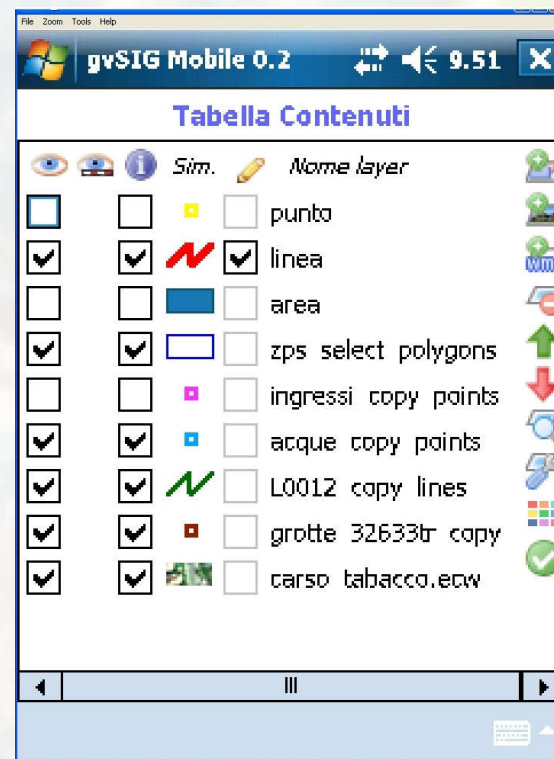 File Zoom Tools Help
gvSIG Mobile 0.2 9.51
Tabella Contenuti
Sim. Nome layer
punto
linea
area
zps select polygons
ingressi copy points
acque copy points
L0012 copy lines
grotte 32633tr copy
carso tabacco.ecw